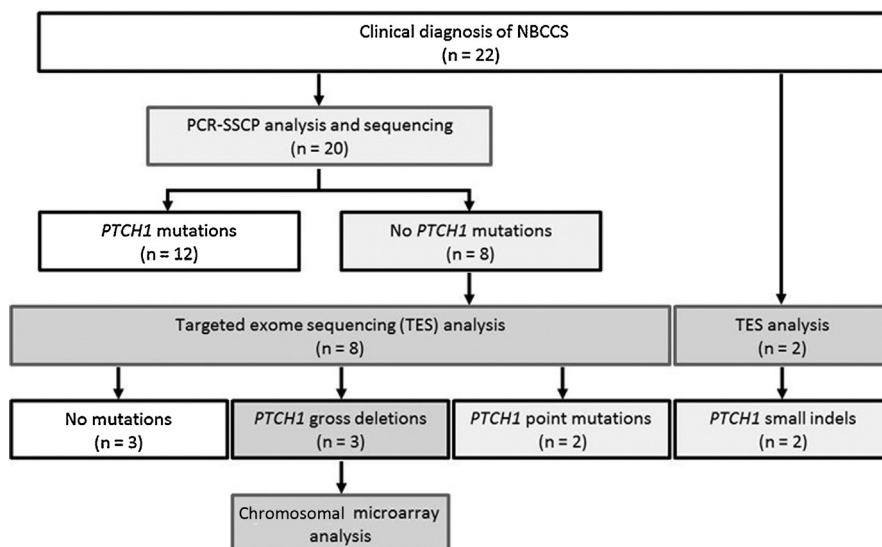 Clinical diagnosis of NBCCS
(n = 22)
PCR-SSCP analysis and sequencing
(n = 20)
PTCH1 mutations
(n = 12)
No PTCH1 mutations
(n = 8)
Targeted exome sequencing (TES) analysis
(n = 8)
TES analysis
(n = 2)
No mutations
(n = 3)
PTCH1 gross deletions
(n = 3)
PTCH1 point mutations
(n = 2)
PTCH1 small indels
(n = 2)
Chromosomal microarray
analysis